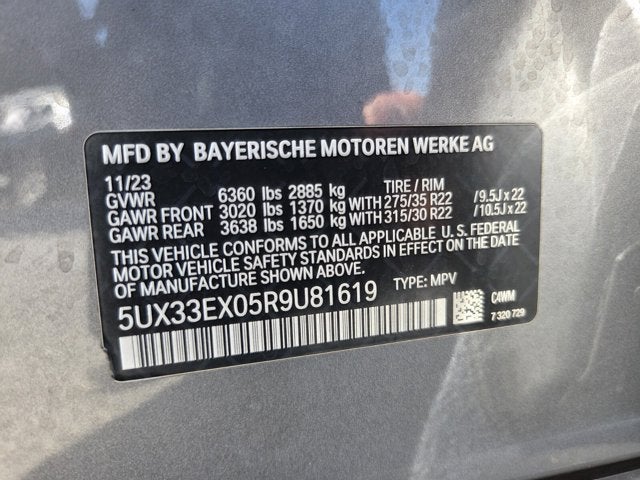 MFD BY BAYERISCHE MOTOREN WERKE AG
11/23 TIRE / RIM
GVWR 6360 lbs 2885 kg
GAWR FRONT 3020 lbs 1370 kg WITH 275/35 R22 / 9.5J x 22
GAWR REAR 3638 lbs 1650 kg WITH 315/30 R22 / 10.5J x 22
THIS VEHICLE CONFORMS TO ALL APPLICABLE U.S. FEDERAL
MOTOR VEHICLE SAFETY STANDARDS IN EFFECT ON THE DATE
OF MANUFACTURE SHOWN ABOVE.
5UX33EX05R9U81619 TYPE: MPV
C4WM
7 320 729